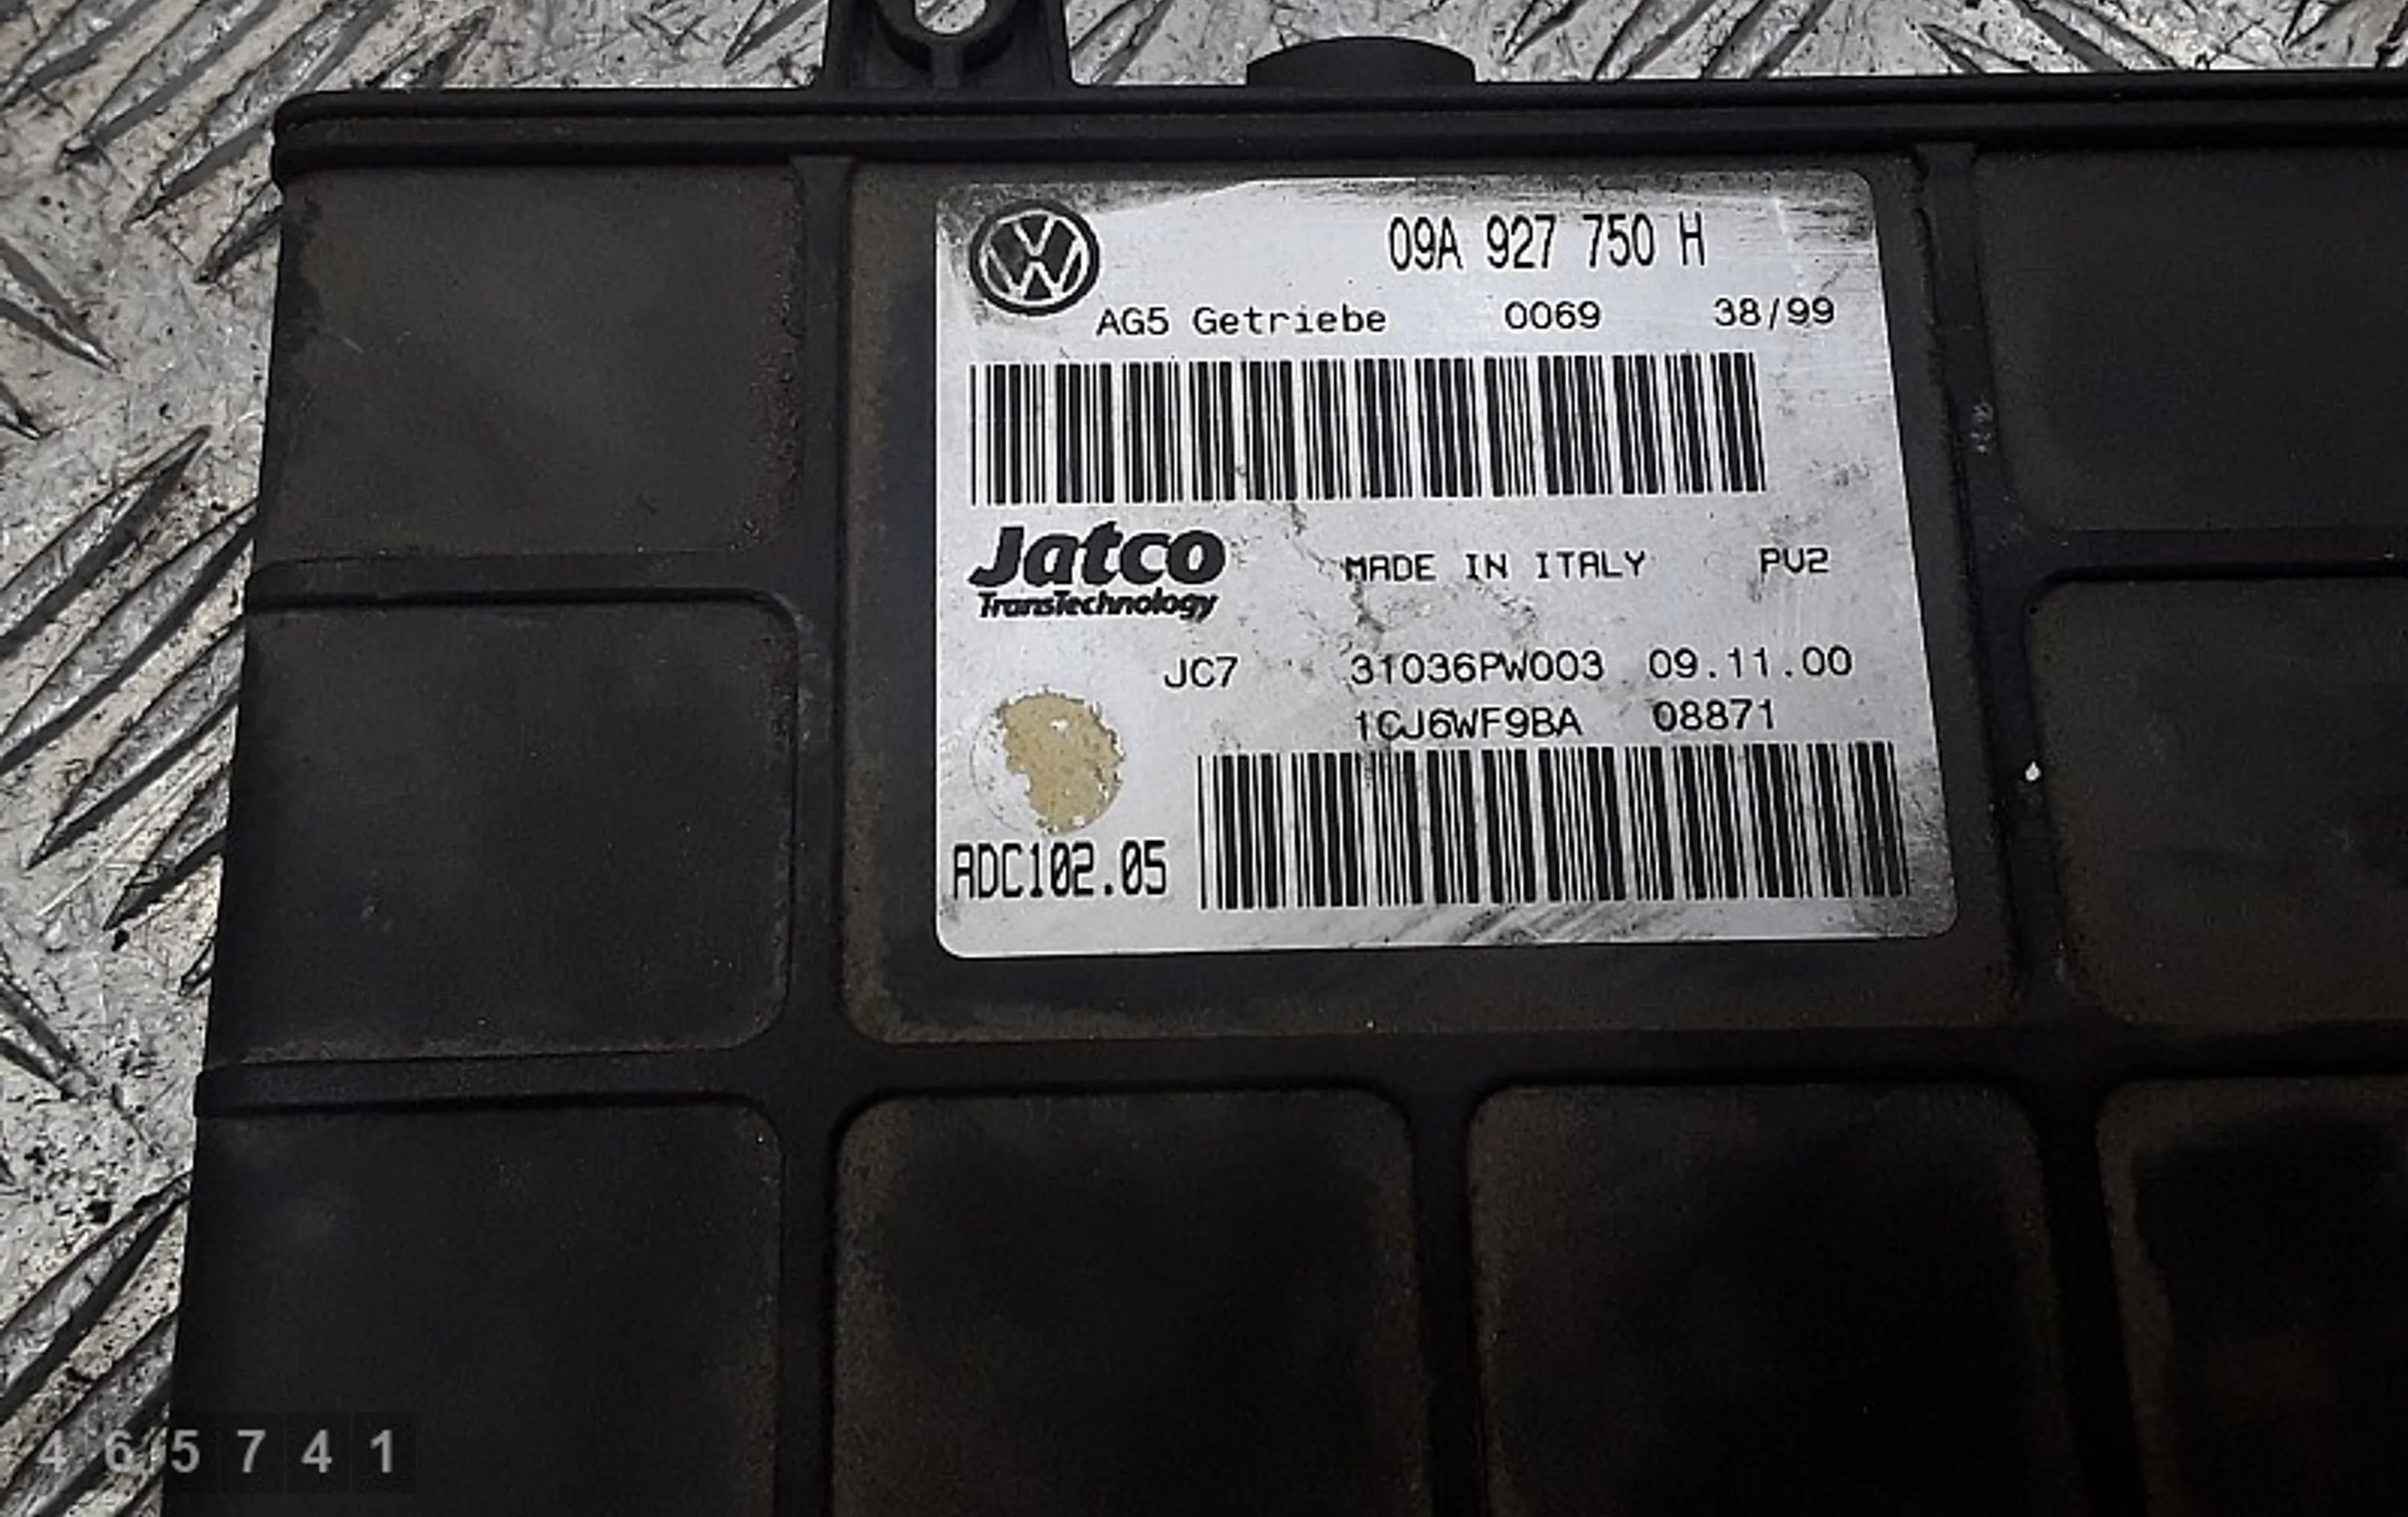 09A 927 750 H
AG5 Getriebe 0069 38/99
Jatco MADE IN ITALY PV2
TransTechnology
JC7 31036PW003 09.11.00
1CJ6WF9BA 08871
ADC102.05
465741